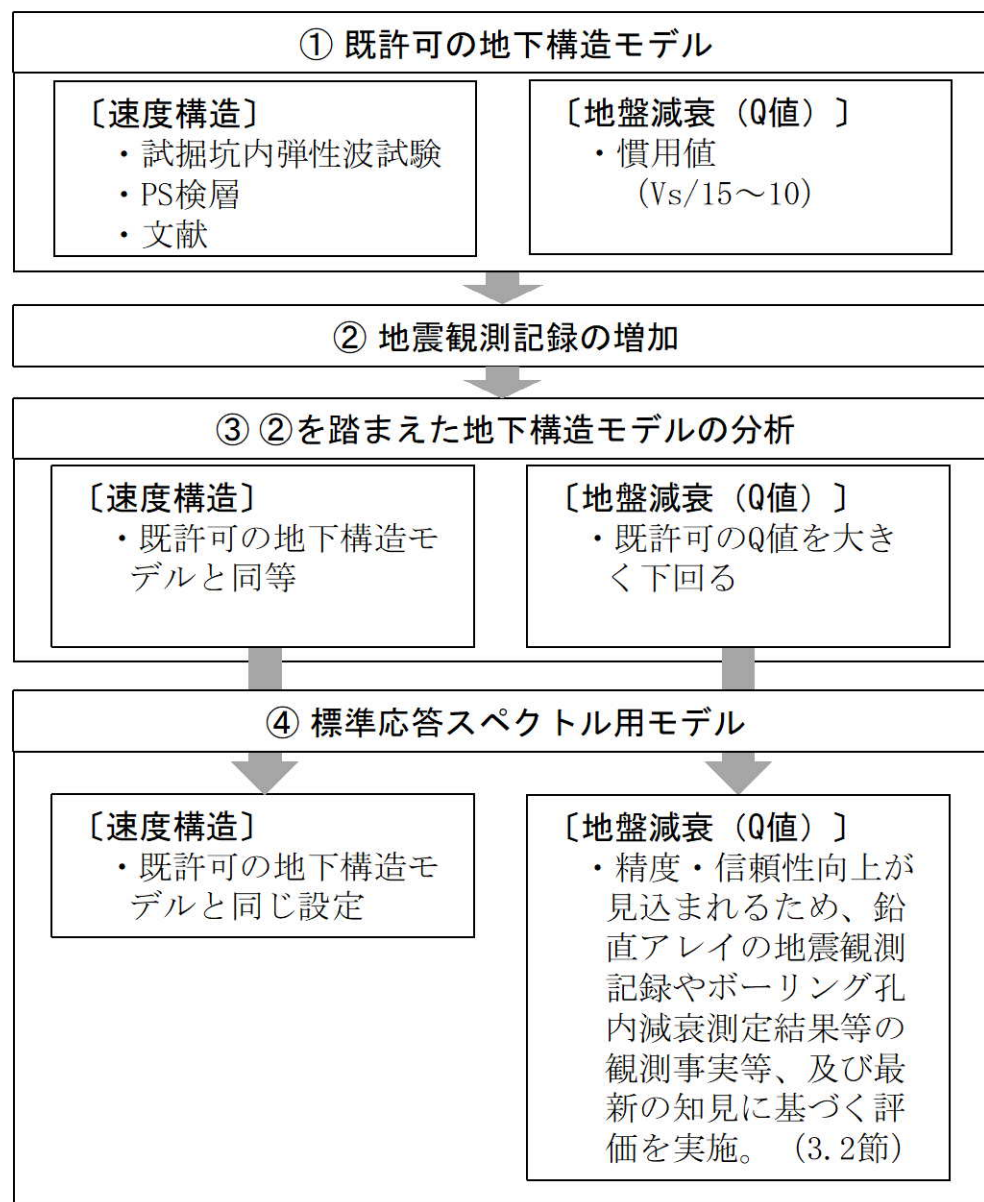 ① 既許可の地下構造モデル
〔速度構造〕
・試掘坑内弾性波試験
・PS検層
・文献
〔地盤減衰（Q値）〕
・慣用値
（Vs/15～10）
② 地震観測記録の増加
③ ②を踏まえた地下構造モデルの分析
〔速度構造〕
・既許可の地下構造モ
デルと同等
〔地盤減衰（Q値）〕
・既許可のQ値を大き
く下回る
④ 標準応答スペクトル用モデル
〔速度構造〕
・既許可の地下構造モ
デルと同じ設定
〔地盤減衰（Q値）〕
・精度・信頼性向上が
見込まれるため、鉛
直アレイの地震観測
記録やボーリング孔
内減衰測定結果等の
観測事実等、及び最
新の知見に基づく評
価を実施。（3.2節）